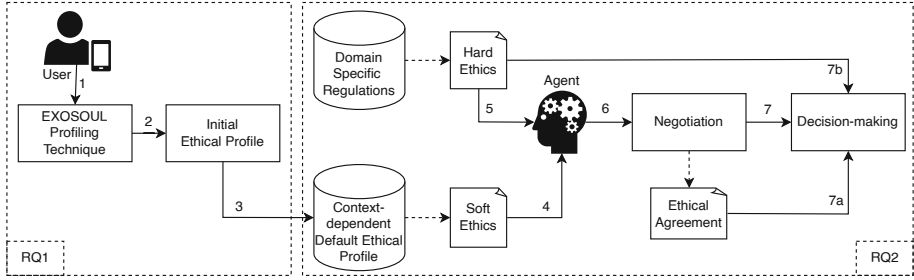 User
1
EXOSOUL
Profiling
Technique
2
Initial
Ethical Profile
3
RQ1
Domain
Specific
Regulations
Hard
Ethics
5
7b
Agent
6
Negotiation
7
Decision-making
Context-
dependent
Default Ethical
Profile
Soft
Ethics
4
Ethical
Agreement
7a
RQ2